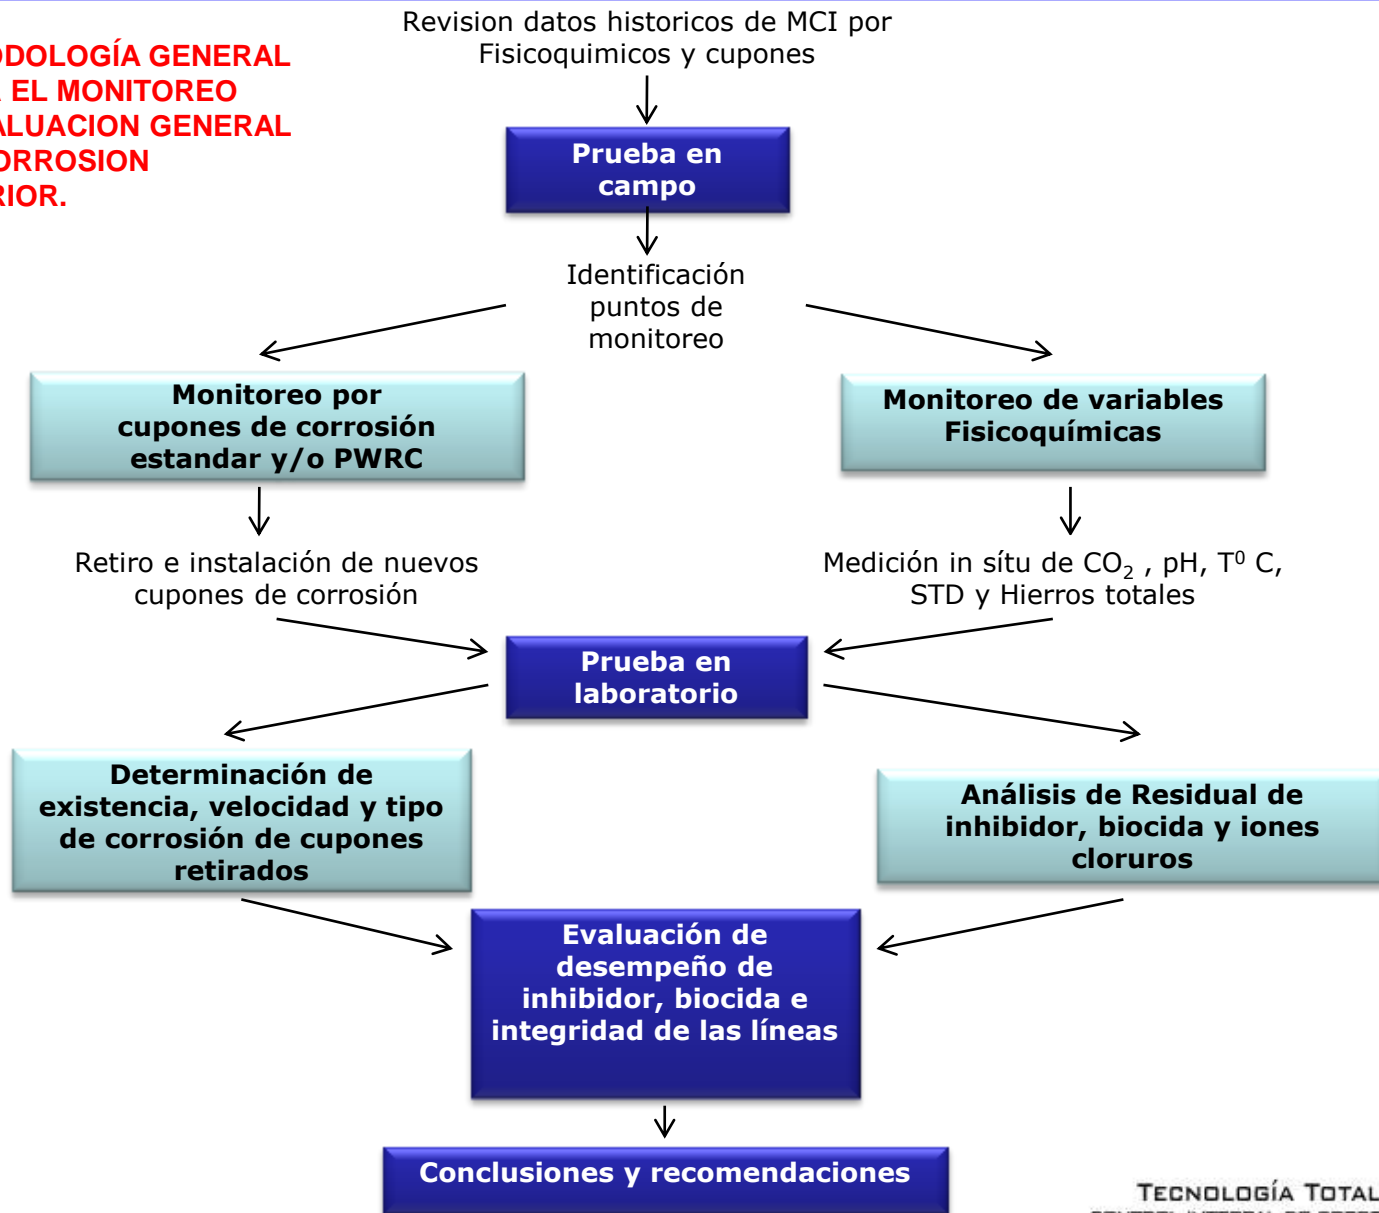 Revision datos historicos de MCI por
Fisicoquimicos y cupones
ODOLOGÍA GENERAL
EL MONITOREO
ALUACION GENERAL
ORROSION
RIOR.
Prueba en
campo
Identificación
puntos de
monitoreo
Monitoreo por
cupones de corrosión
estandar y/o PWRC
Monitoreo de variables
Fisicoquímicas
Retiro e instalación de nuevos
cupones de corrosión
Medición in sítu de CO₂ , pH, T⁰ C,
STD y Hierros totales
Prueba en
laboratorio
Determinación de
existencia, velocidad y tipo
de corrosión de cupones
retirados
Análisis de Residual de
inhibidor, biocida y iones
cloruros
Evaluación de
desempeño de
inhibidor, biocida e
integridad de las líneas
Conclusiones y recomendaciones
TECNOLOGÍA TOTAL